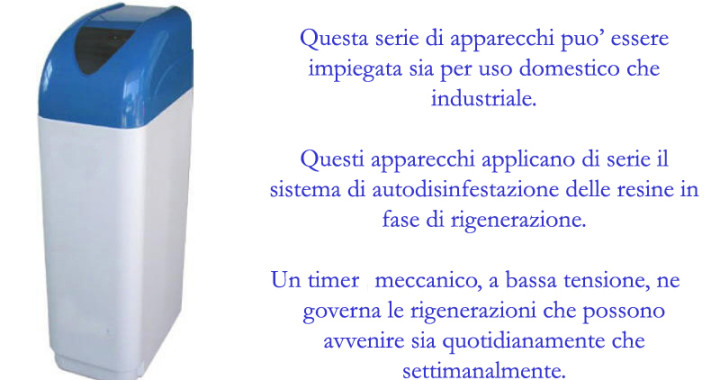 Questa serie di apparecchi puo’ essere
impiegata sia per uso domestico che
industriale.
Questi apparecchi applicano di serie il
sistema di autodisinfestazione delle resine in
fase di rigenerazione.
Un timer meccanico, a bassa tensione, ne
governa le rigenerazioni che possono
avvenire sia quotidianamente che
settimanalmente.